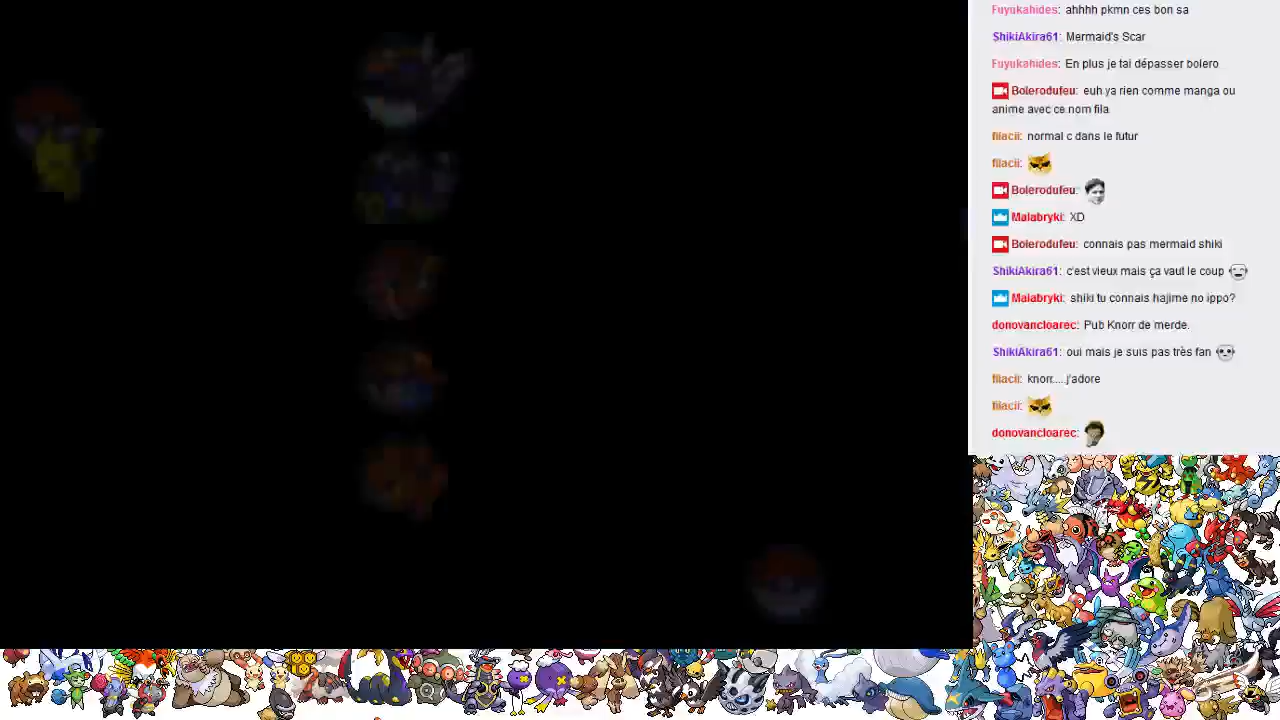 Fuyukahides: ahhhh pkmn ces bon sa
ShikiAkira61: Mermaid's Scar
Fuyukahides: En plus je tai dépasser bolero
Bolerodufeu: euh ya rien comme manga ou
anime avec ce nom fila
filacii: normal c dans le futur
filacii:
Bolerodufeu:
Malabryki: XD
Bolerodufeu: connais pas mermaid shiki
ShikiAkira61: c'est vieux mais ça vaut le coup
Malabryki: shiki tu connais hajime no ippo?
donovancloarec: Pub Knorr de merde.
ShikiAkira61: oui mais je suis pas très fan
filacii: knorr.....j'adore
filacii:
donovancloarec: